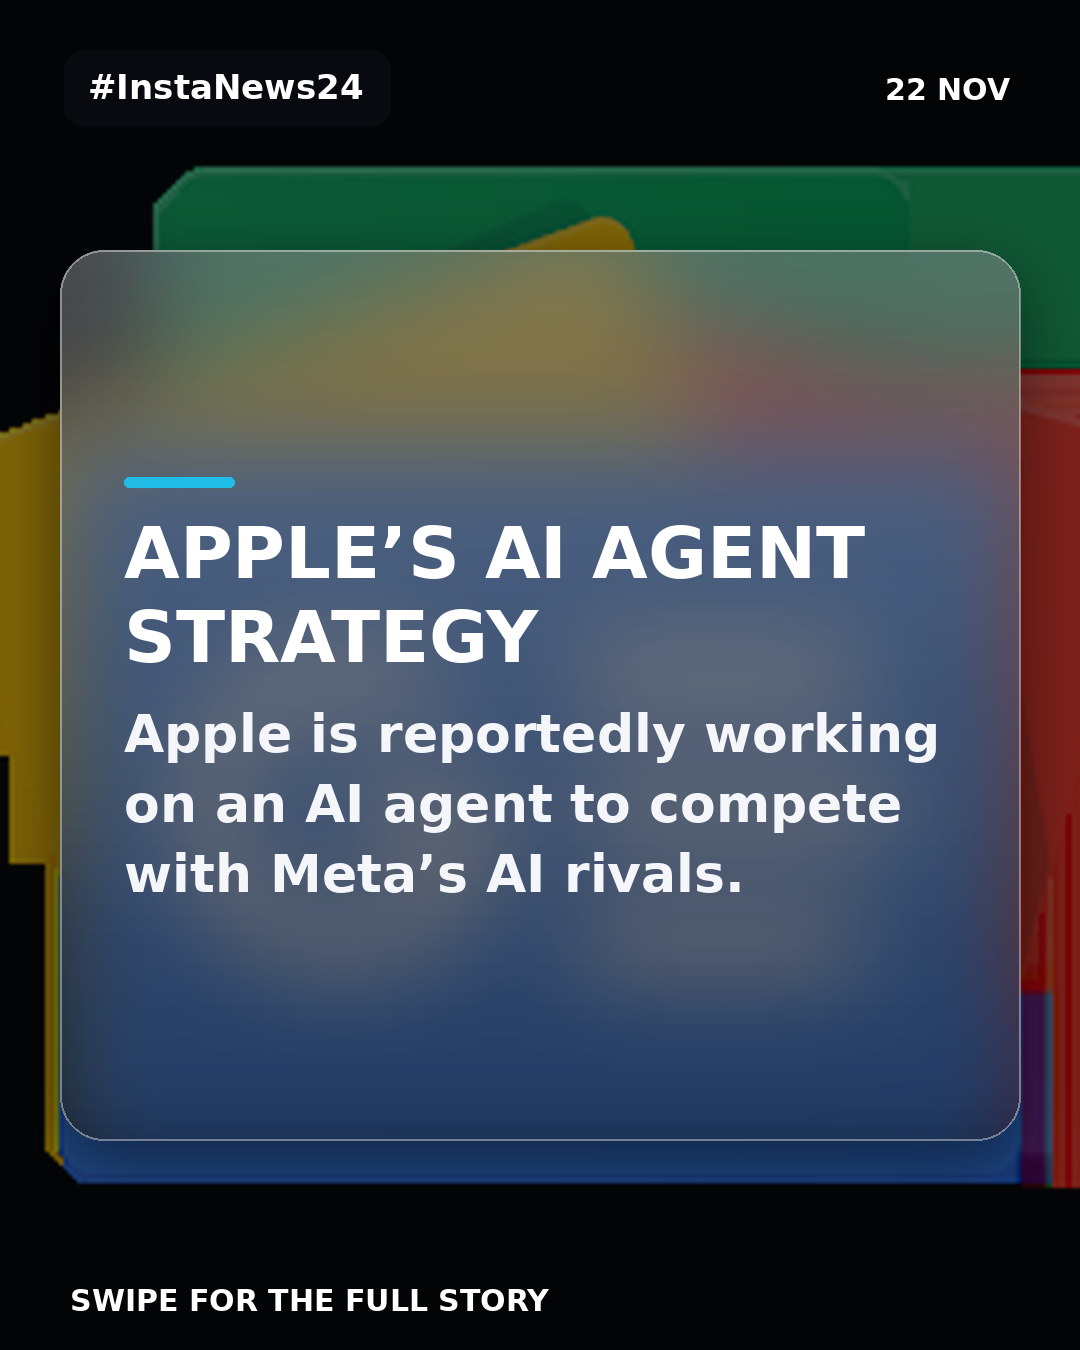 #InstaNews24
22 NOV
APPLE’S AI AGENT
STRATEGY
Apple is reportedly working
on an AI agent to compete
with Meta’s AI rivals.
SWIPE FOR THE FULL STORY